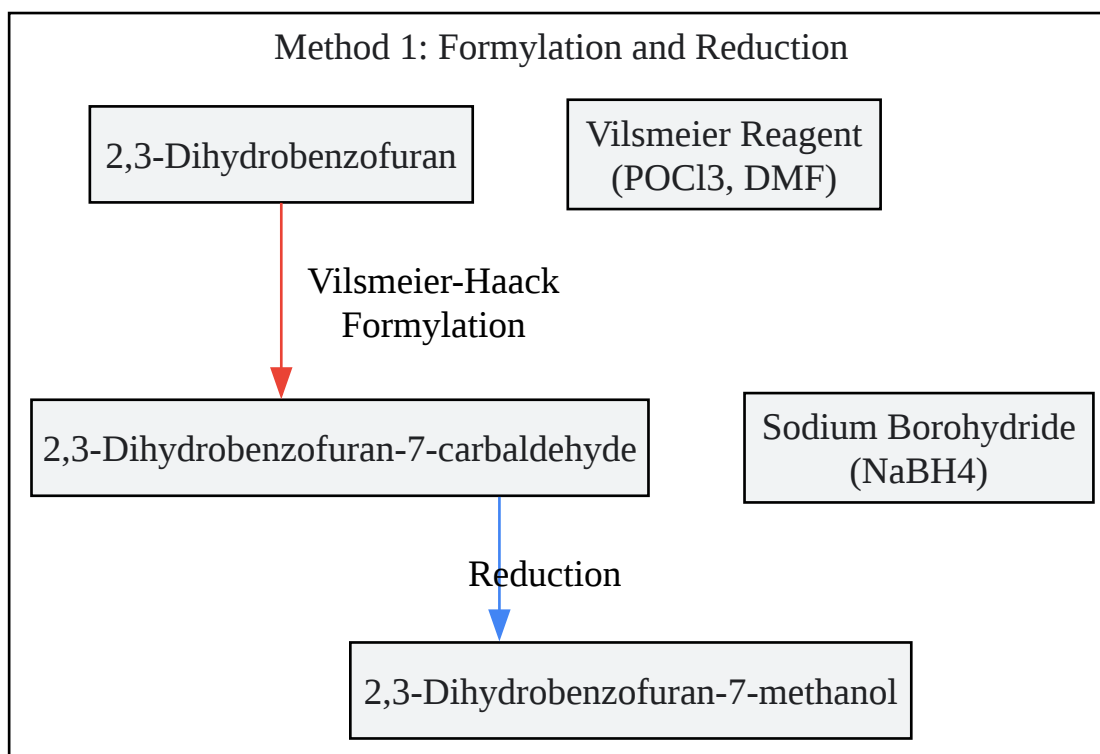 Method 1: Formylation and Reduction
2,3-Dihydrobenzofuran
Vilsmeier Reagent
(POCl3, DMF)
Vilsmeier-Haack
Formylation
2,3-Dihydrobenzofuran-7-carbaldehyde
Sodium Borohydride
(NaBH4)
Reduction
2,3-Dihydrobenzofuran-7-methanol